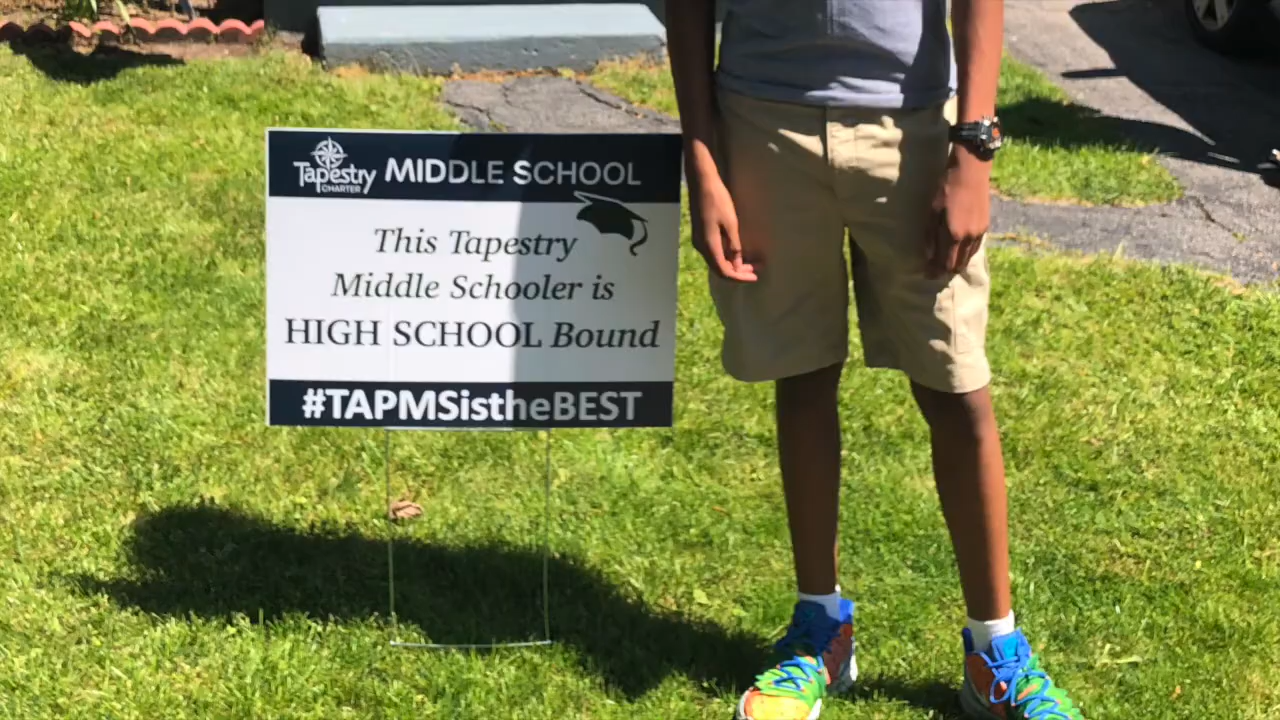 Tapestry CHARTER MIDDLE SCHOOL
This Tapestry
Middle Schooler is
HIGH SCHOOL Bound
#TAPMSistheBEST